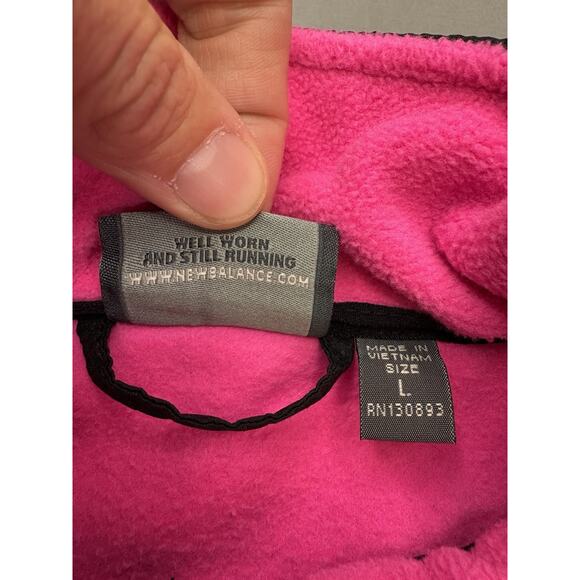 WELL WORN
AND STILL RUNNING
WWW.NEWBALANCE.COM
MADE IN
VIETNAM
SIZE
L
RN130893